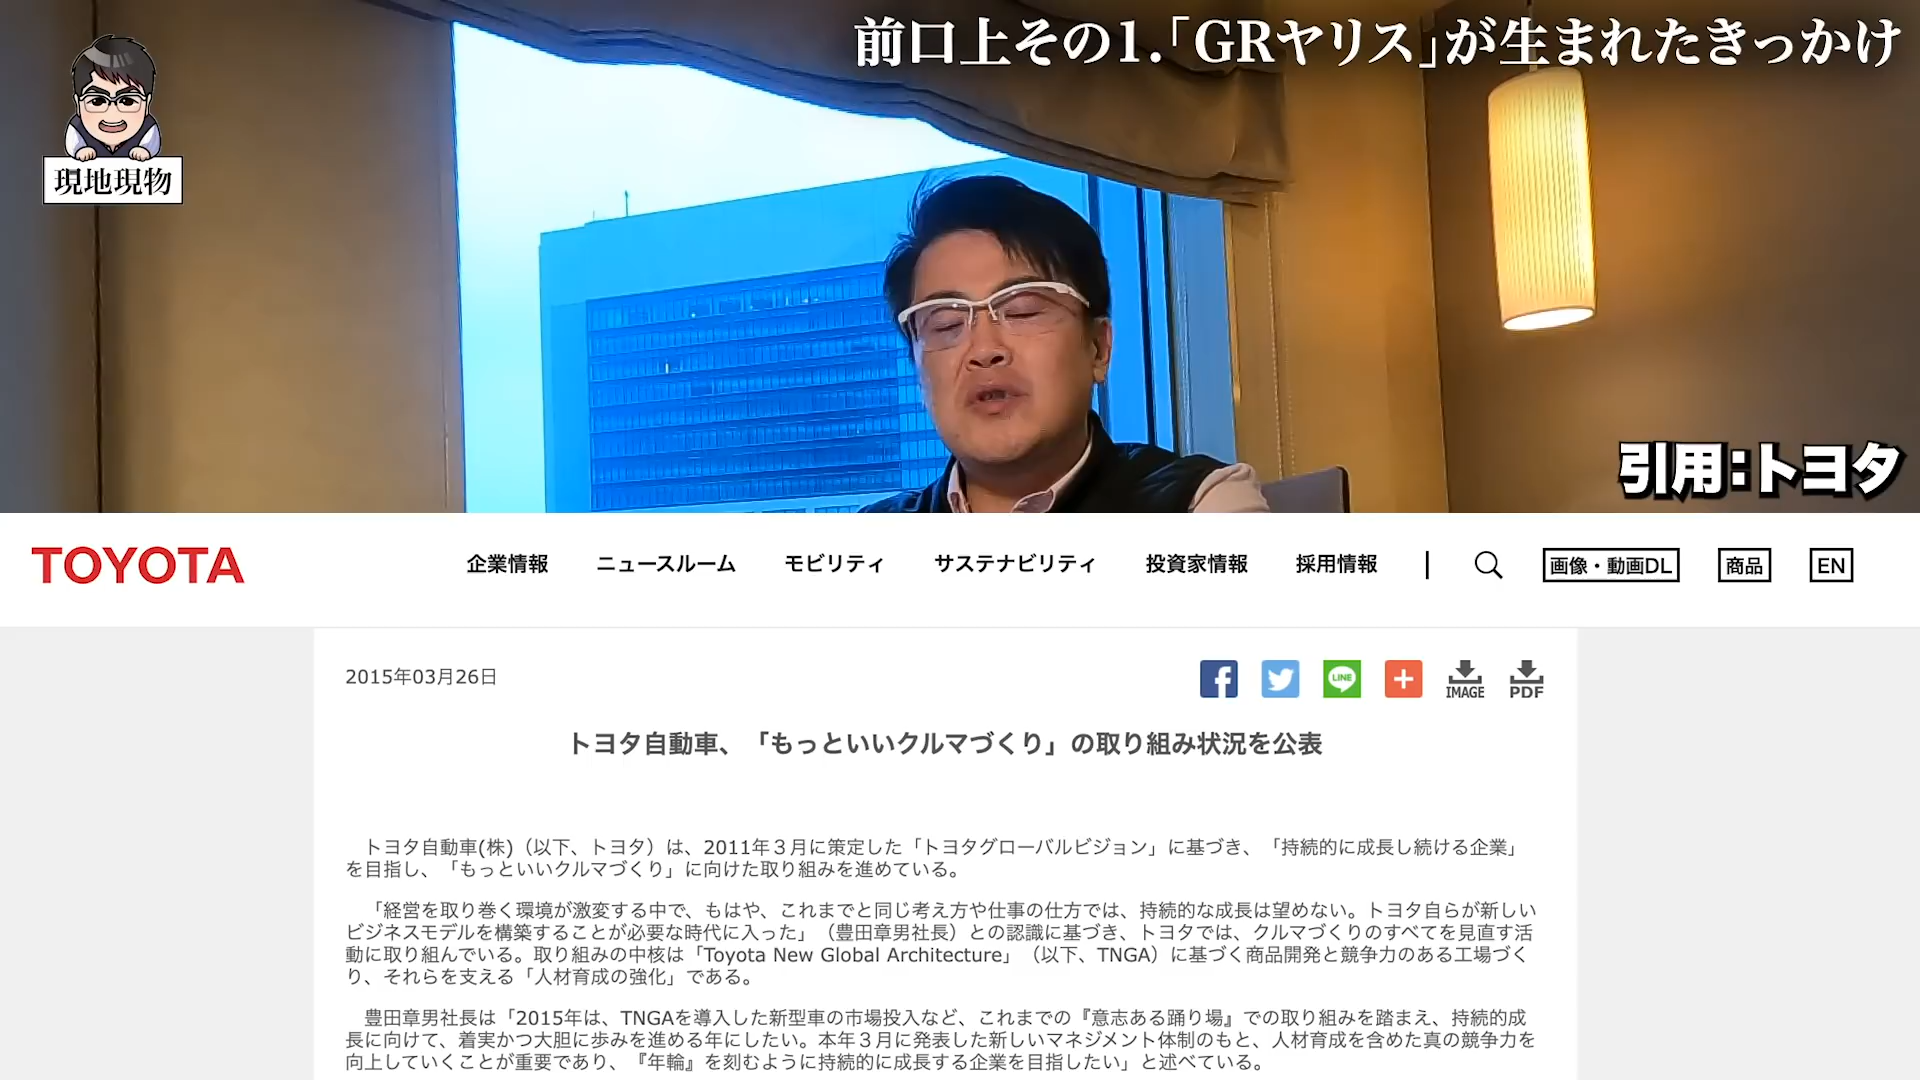 前口上その1.「GRヤリス」が生まれたきっかけ
現地現物
引用:トヨタ
TOYOTA
企業情報 ニュースルーム モビリティ サステナビリティ 投資家情報 採用情報 | 画像・動画DL 商品 EN
2015年03月26日
LINE
IMAGE
PDF
トヨタ自動車、「もっといいクルマづくり」の取り組み状況を公表
トヨタ自動車(株)（以下、トヨタ）は、2011年３月に策定した「トヨタグローバルビジョン」に基づき、「持続的に成長し続ける企業」
を目指し、「もっといいクルマづくり」に向けた取り組みを進めている。
「経営を取り巻く環境が激変する中で、もはや、これまでと同じ考え方や仕事の仕方では、持続的な成長は望めない。トヨタ自らが新しい
ビジネスモデルを構築することが必要な時代に入った」（豊田章男社長）との認識に基づき、トヨタでは、クルマづくりのすべてを見直す活
動に取り組んでいる。取り組みの中核は「Toyota New Global Architecture」（以下、TNGA）に基づく商品開発と競争力のある工場づく
り、それらを支える「人材育成の強化」である。
豊田章男社長は「2015年は、TNGAを導入した新型車の市場投入など、これまでの『意志ある踊り場』での取り組みを踏まえ、持続的成
長に向けて、着実かつ大胆に歩みを進める年にしたい。本年３月に発表した新しいマネジメント体制のもと、人材育成を含めた真の競争力を
向上していくことが重要であり、『年輪』を刻むように持続的に成長する企業を目指したい」と述べている。